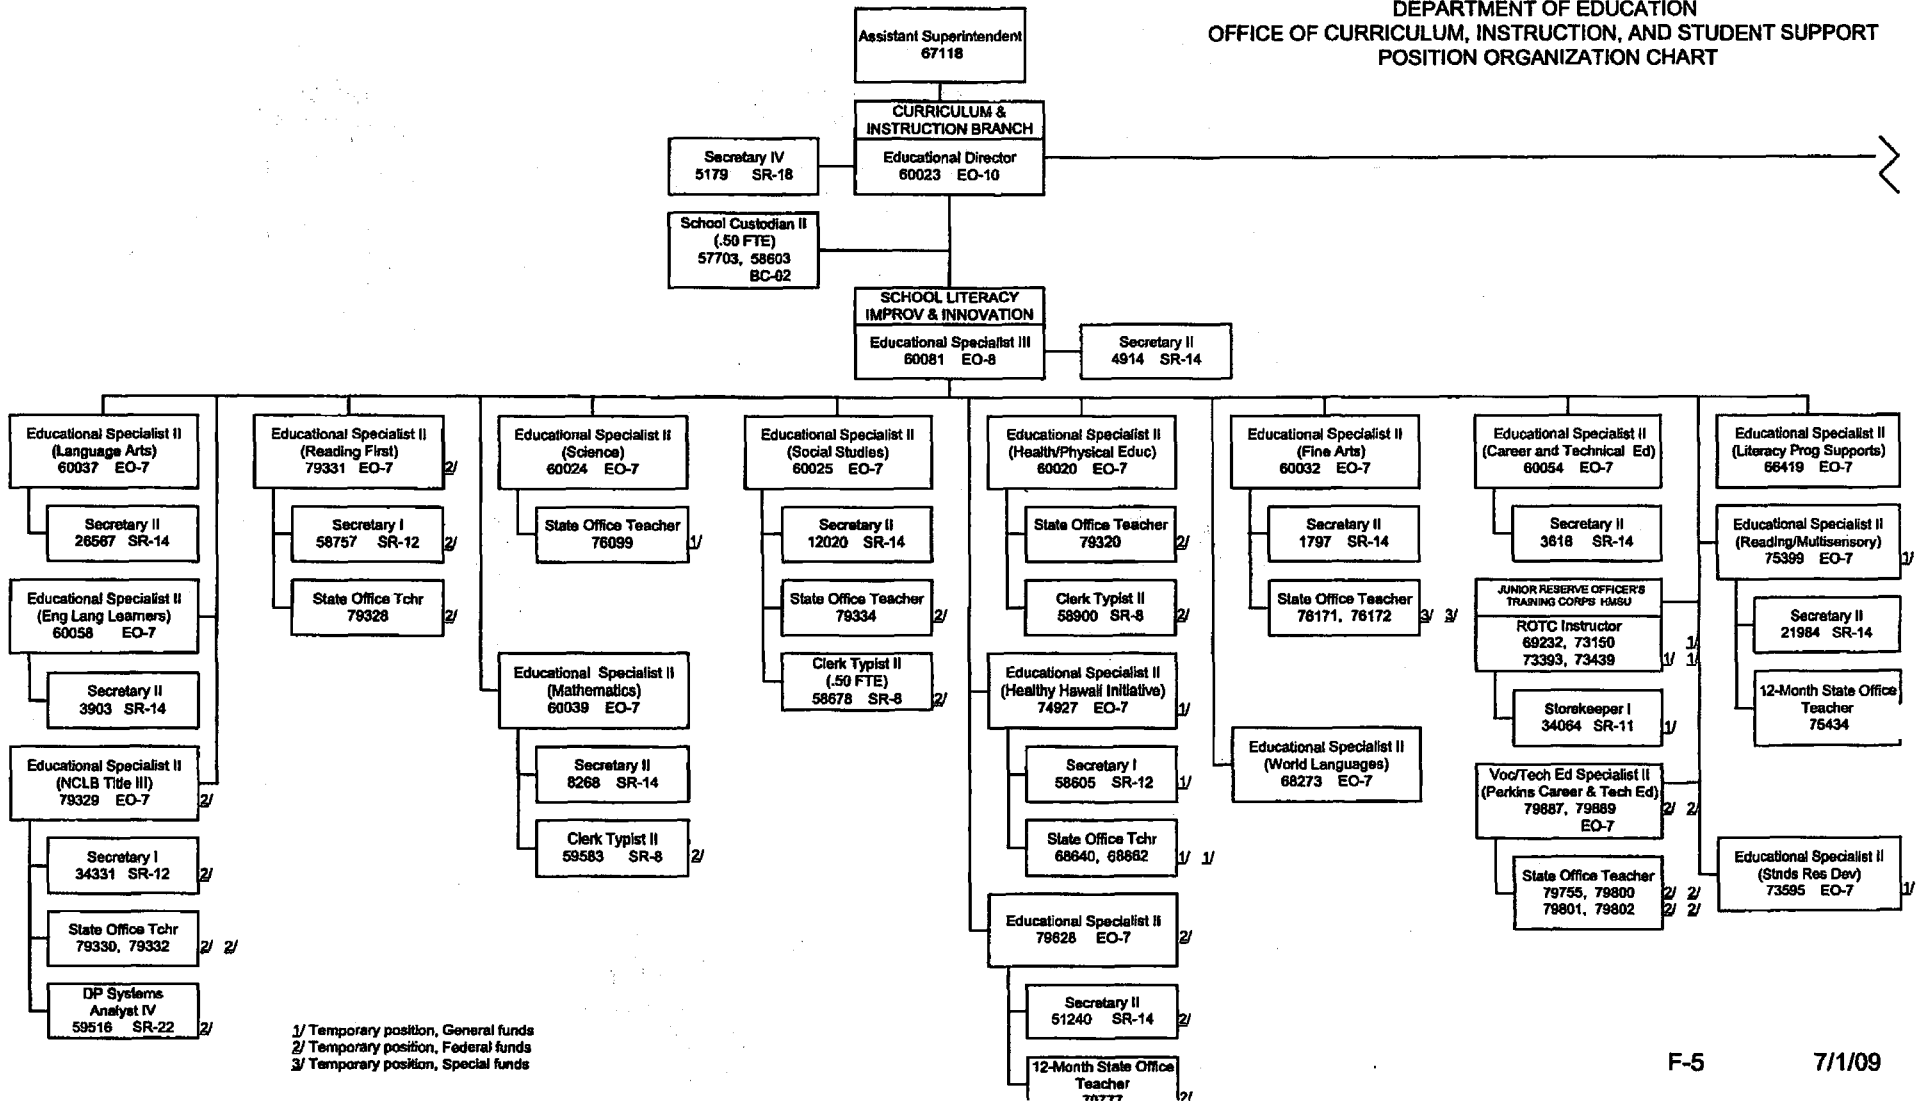 DEPARTMENT OF EDUCATION
OFFICE OF CURRICULUM, INSTRUCTION, AND STUDENT SUPPORT
POSITION ORGANIZATION CHART
Assistant Superintendent
67118
CURRICULUM &
INSTRUCTION BRANCH
Educational Director
60023 EO-10
Secretary IV
5179 SR-18
School Custodian II
(.50 FTE)
57703, 58603
BC-02
SCHOOL LITERACY
IMPROV & INNOVATION
Educational Specialist III
60081 EO-8
Secretary II
4914 SR-14
Educational Specialist II
(Language Arts)
60037 EO-7
Secretary II
26567 SR-14
Educational Specialist II
(Eng Lang Learners)
60058 EO-7
Secretary II
3903 SR-14
Educational Specialist II
(NCLB Title III)
79329 EO-7 2/
Secretary I
34331 SR-12 2/
State Office Tchr
79330, 79332 2/ 2/
DP Systems
Analyst IV
59516 SR-22 2/
Educational Specialist II
(Reading First)
79331 EO-7 2/
Secretary I
58757 SR-12 2/
State Office Tchr
79328 2/
Educational Specialist II
(Science)
60024 EO-7
State Office Teacher
76099 1/
Educational Specialist II
(Mathematics)
60039 EO-7
Secretary II
8268 SR-14
Clerk Typist II
59583 SR-8 2/
Educational Specialist II
(Social Studies)
60025 EO-7
Secretary II
12020 SR-14
State Office Teacher
79334 2/
Clerk Typist II
(.50 FTE)
58678 SR-8 2/
Educational Specialist II
(Health/Physical Educ)
60020 EO-7
State Office Teacher
79320 2/
Clerk Typist II
58900 SR-8 2/
Educational Specialist II
(Healthy Hawaii Initiative)
74927 EO-7 1/
Secretary I
58605 SR-12 1/
State Office Tchr
68640, 68662 1/ 1/
Educational Specialist II
79628 EO-7 2/
Secretary II
51240 SR-14 2/
12-Month State Office
Teacher
2/
Educational Specialist II
(Fine Arts)
60032 EO-7
Secretary II
1797 SR-14
State Office Teacher
76171, 76172 3/ 3/
Educational Specialist II
(World Languages)
68273 EO-7
Educational Specialist II
(Career and Technical Ed)
60054 EO-7
Secretary II
3618 SR-14
JUNIOR RESERVE OFFICER'S
TRAINING CORPS HMSU
ROTC Instructor
69232, 73150 1/
73393, 73439 1/ 1/
Storekeeper I
34064 SR-11 1/
Voc/Tech Ed Specialist II
(Perkins Career & Tech Ed)
79887, 79889 2/ 2/
EO-7
State Office Teacher
79755, 79800 2/ 2/
79801, 79802 2/ 2/
Educational Specialist II
(Literacy Prog Supports)
66419 EO-7
Educational Specialist II
(Reading/Multisensory)
75399 EO-7 1/
Secretary II
21984 SR-14
12-Month State Office
Teacher
75434
Educational Specialist II
(Stnds Res Dev)
73595 EO-7 1/
1/ Temporary position, General funds
2/ Temporary position, Federal funds
3/ Temporary position, Special funds
F-5 7/1/09